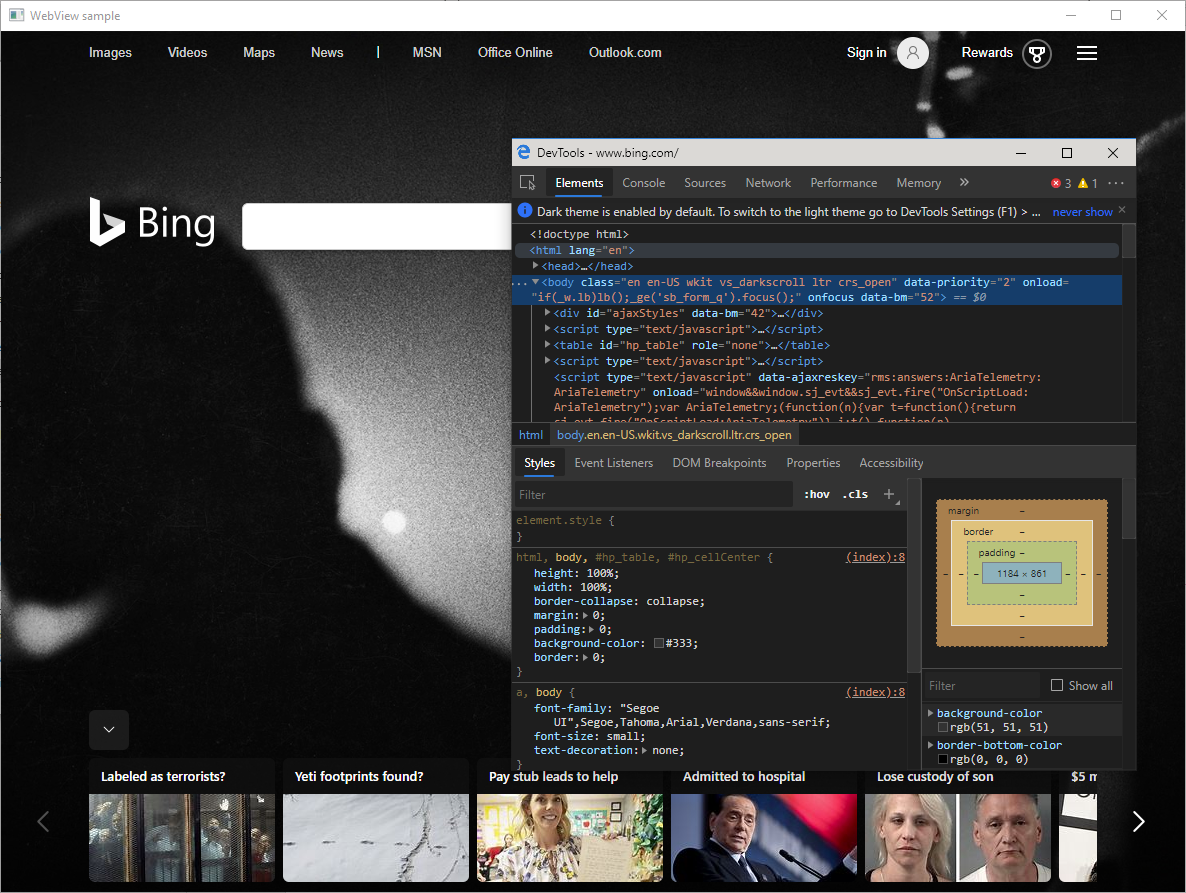 WebView sample
Images Videos Maps News | MSN Office Online Outlook.com Sign in Rewards
Bing
DevTools - www.bing.com/
Elements Console Sources Network Performance Memory » 3 1 ...
Dark theme is enabled by default. To switch to the light theme go to DevTools Settings (F1) > ... never show ×
<!doctype html>
<html lang="en">
<head>…</head>
...<body class="en en-US wkit vs_darkscroll ltr crs_open" data-priority="2" onload=
"if(_w.lb)lb();_ge('sb_form_q').focus();" onfocus data-bm="52"> == $0
<div id="ajaxStyles" data-bm="42">…</div>
<script type="text/javascript">…</script>
<table id="hp_table" role="none">…</table>
<script type="text/javascript">…</script>
<script type="text/javascript" data-ajaxreskey="rms:answers:AriaTelemetry:
AriaTelemetry" onload="window&&window.sj_evt&&sj_evt.fire("OnScriptLoad:
AriaTelemetry");var AriaTelemetry;(function(n){var t=function(){return
html body.en.en-US.wkit.vs_darkscroll.ltr.crs_open
Styles Event Listeners DOM Breakpoints Properties Accessibility
Filter :hov .cls +
element.style {
}
html, body, #hp_table, #hp_cellCenter { (index):8
height: 100%;
width: 100%;
border-collapse: collapse;
margin: 0;
padding: 0;
background-color: #333;
border: 0;
}
a, body { (index):8
font-family: "Segoe
UI",Segoe,Tahoma,Arial,Verdana,sans-serif;
font-size: small;
text-decoration: none;
}
margin –
border –
padding –
– – – 1184 × 861 – – –
–
–
–
Filter Show all
background-color
rgb(51, 51, 51)
border-bottom-color
rgb(0, 0, 0)
Labeled as terrorists? Yeti footprints found? Pay stub leads to help Admitted to hospital Lose custody of son $5 m